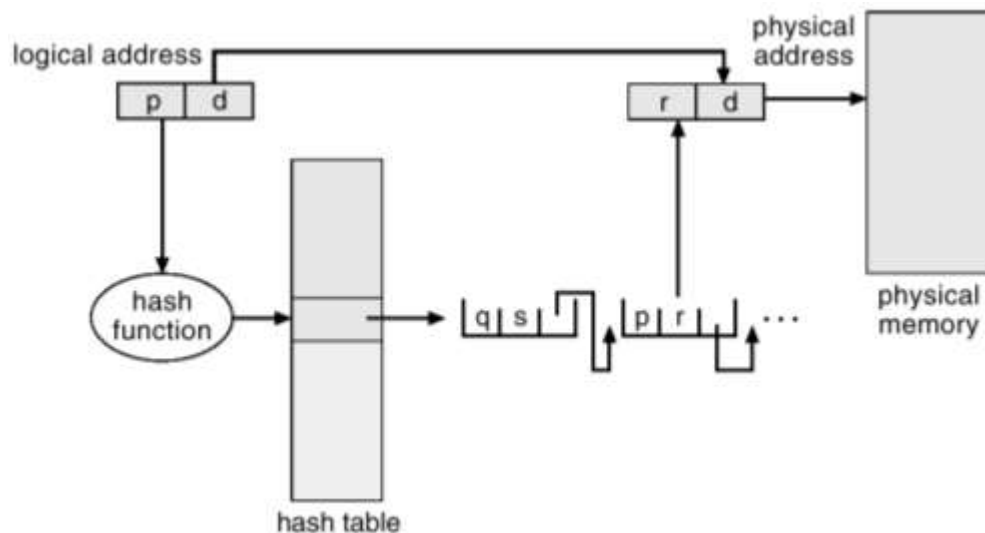 logical address
p d
physical
address
r d
hash
function
q s
p r
...
physical
memory
hash table